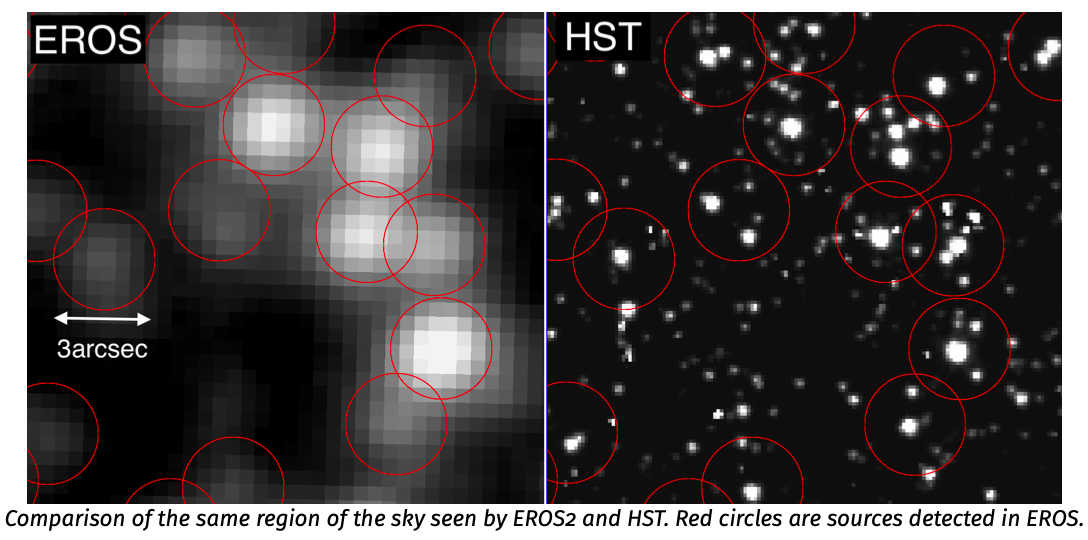 EROS
HST
3arcsec
Comparison of the same region of the sky seen by EROS2 and HST. Red circles are sources detected in EROS.